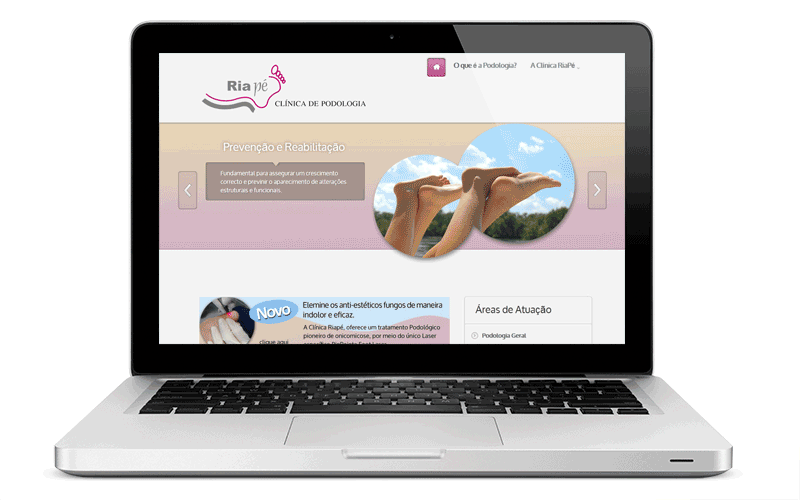 O que é a Podologia?
A Clínica RiaPé
Ria pé
CLÍNICA DE PODOLOGIA
Prevenção e Reabilitação
Fundamental para assegurar um crescimento
correcto e previne o aparecimento de alterações
estruturais e funcionais.
Novo
clique aqui
Elemine os anti-estéticos fungos de maneira
indolor e eficaz.
A Clínica Riapé, oferece um tratamento Podológico
pioneiro de onicomicose, por meio do único Laser
Áreas de Atuação
Podologia Geral